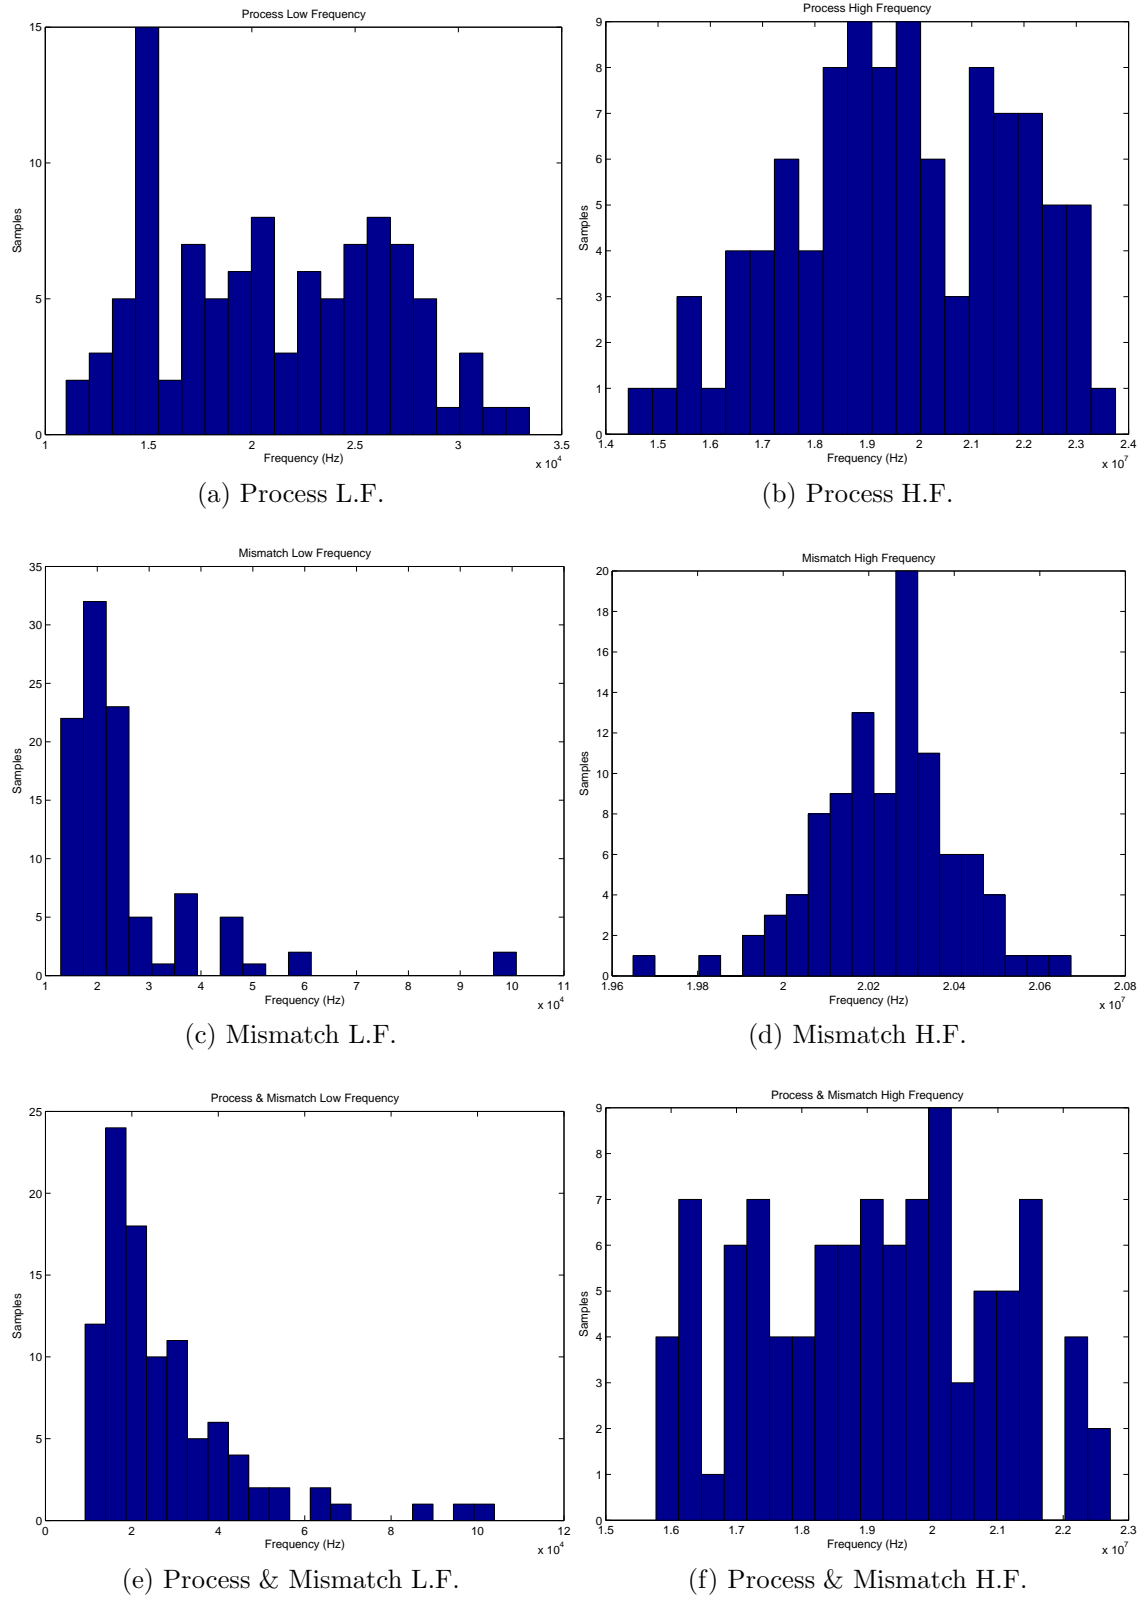 Process Low Frequency
Samples
15
10
5
0
1 1.5 2 2.5 3 3.5
Frequency (Hz)
x 10^4
(a) Process L.F.
Process High Frequency
Samples
9
8
7
6
5
4
3
2
1
0
1.4 1.5 1.6 1.7 1.8 1.9 2 2.1 2.2 2.3 2.4
Frequency (Hz)
x 10^7
(b) Process H.F.
Mismatch Low Frequency
Samples
35
30
25
20
15
10
5
0
1 2 3 4 5 6 7 8 9 10 11
Frequency (Hz)
x 10^4
(c) Mismatch L.F.
Mismatch High Frequency
Samples
20
18
16
14
12
10
8
6
4
2
0
1.96 1.98 2 2.02 2.04 2.06 2.08
Frequency (Hz)
x 10^7
(d) Mismatch H.F.
Process & Mismatch Low Frequency
Samples
25
20
15
10
5
0
0 2 4 6 8 10 12
Frequency (Hz)
x 10^4
(e) Process & Mismatch L.F.
Process & Mismatch High Frequency
Samples
9
8
7
6
5
4
3
2
1
0
1.5 1.6 1.7 1.8 1.9 2 2.1 2.2 2.3
Frequency (Hz)
x 10^7
(f) Process & Mismatch H.F.